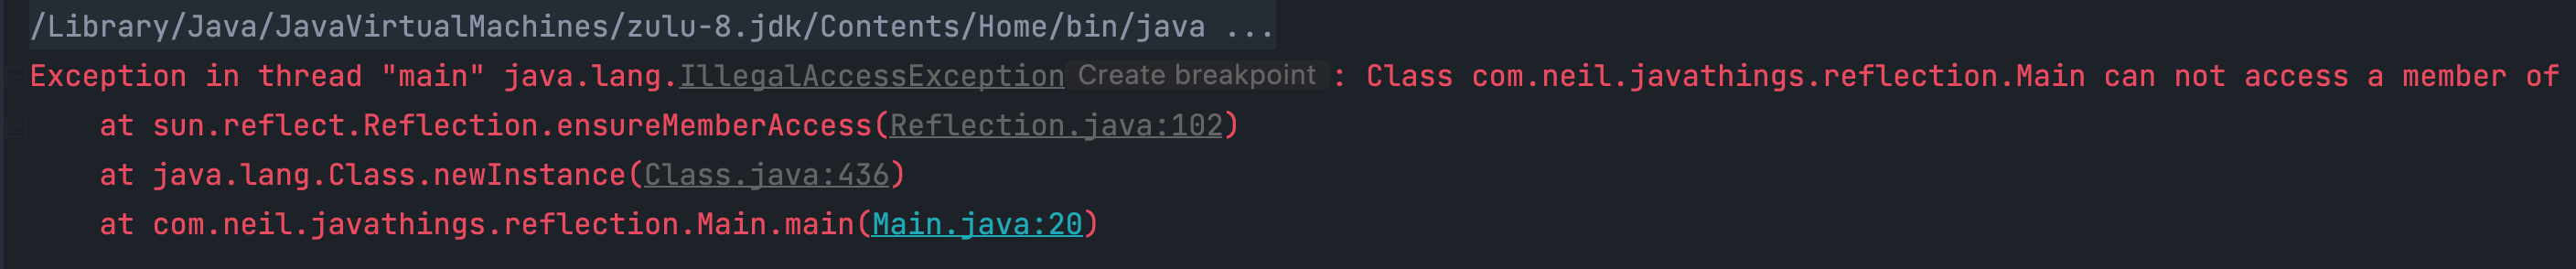 /Library/Java/JavaVirtualMachines/zulu-8.jdk/Contents/Home/bin/java ...
Exception in thread "main" java.lang.IllegalAccessException Create breakpoint : Class com.neil.javathings.reflection.Main can not access a member of
at sun.reflect.Reflection.ensureMemberAccess(Reflection.java:102)
at java.lang.Class.newInstance(Class.java:436)
at com.neil.javathings.reflection.Main.main(Main.java:20)